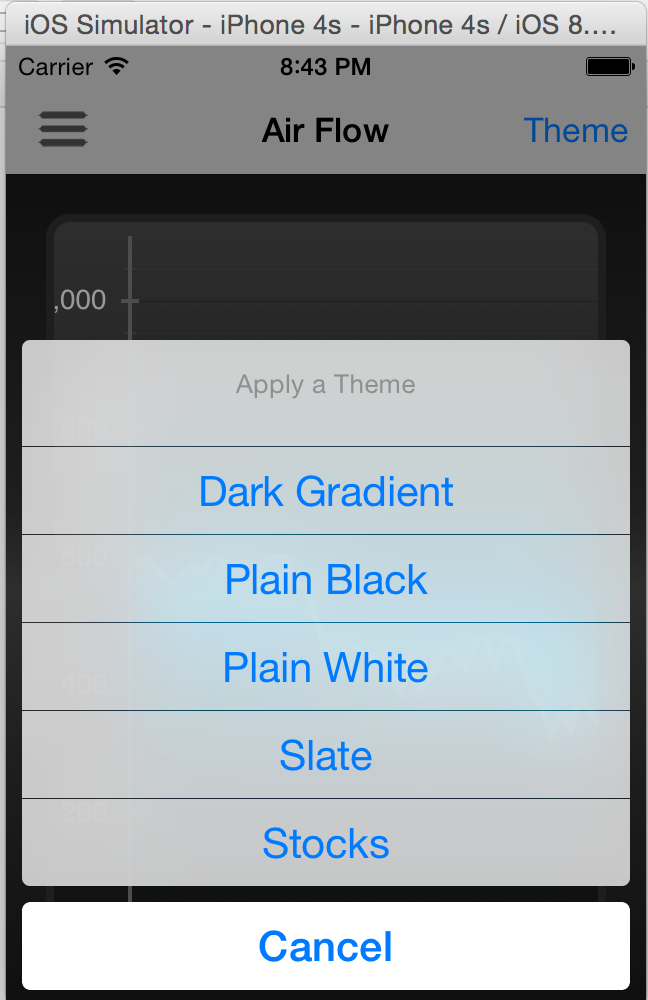 iOS Simulator - iPhone 4s - iPhone 4s / iOS 8....
Carrier 8:43 PM
Air Flow Theme
,000
Apply a Theme
800
Dark Gradient
600
Plain Black
Plain White
400
Slate
200
Stocks
Cancel